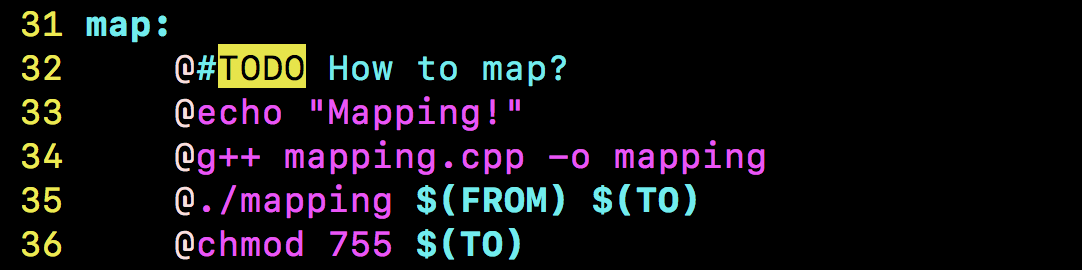 31 map:
32 @#TODO How to map?
33 @echo "Mapping!"
34 @g++ mapping.cpp -o mapping
35 @./mapping $(FROM) $(TO)
36 @chmod 755 $(TO)